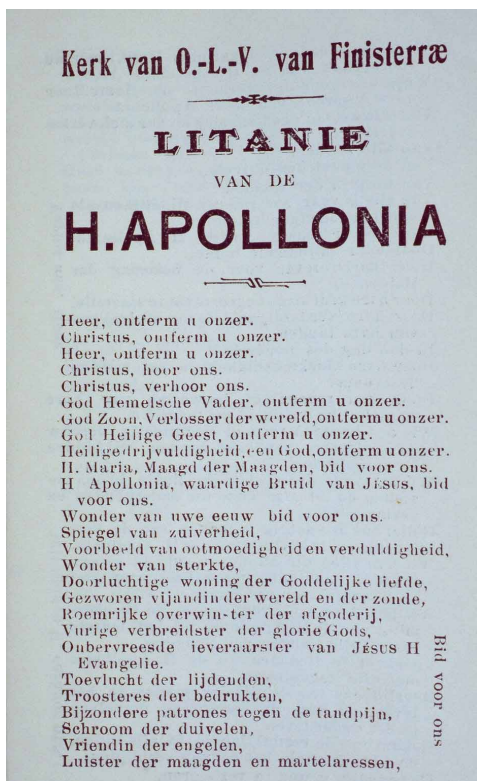 Kerk van O.-L.-V. van Finisterræ
LITANIE
VAN DE
H. APOLLONIA
Heer, ontferm u onzer.
Christus, ontferm u onzer.
Heer, ontferm u onzer.
Christus, hoor ons.
Christus, verhoor ons.
God Hemelsche Vader, ontferm u onzer.
God Zoon, Verlosser der wereld, ontferm u onzer.
God Heilige Geest, ontferm u onzer.
Heilige drijvuldigheid, een God, ontferm u onzer.
H. Maria, Maagd der Maagden, bid voor ons.
H Apollonia, waardige Bruid van JÉSUS, bid
voor ons.
Wonder van uwe eeuw bid voor ons.
Spiegel van zuiverheid,
Voorbeeld van ootmoedigheid en verduldigheid,
Wonder van sterkte,
Doorluchtige woning der Goddelijke liefde,
Gezworen vijandin der wereld en der zonde,
Roemrijke overwin-ter der afgoderij,
Vurige verbreidster der glorie Gods,
Onbevreesde ieveraarster van JÉSUS H
Evangelie.
Toevlucht der lijdenden,
Troosteres der bedrukten,
Bijzondere patrones tegen de tandpijn,
Schroom der duivelen,
Vriendin der engelen,
Luister der maagden en martelaressen,
Bid voor ons